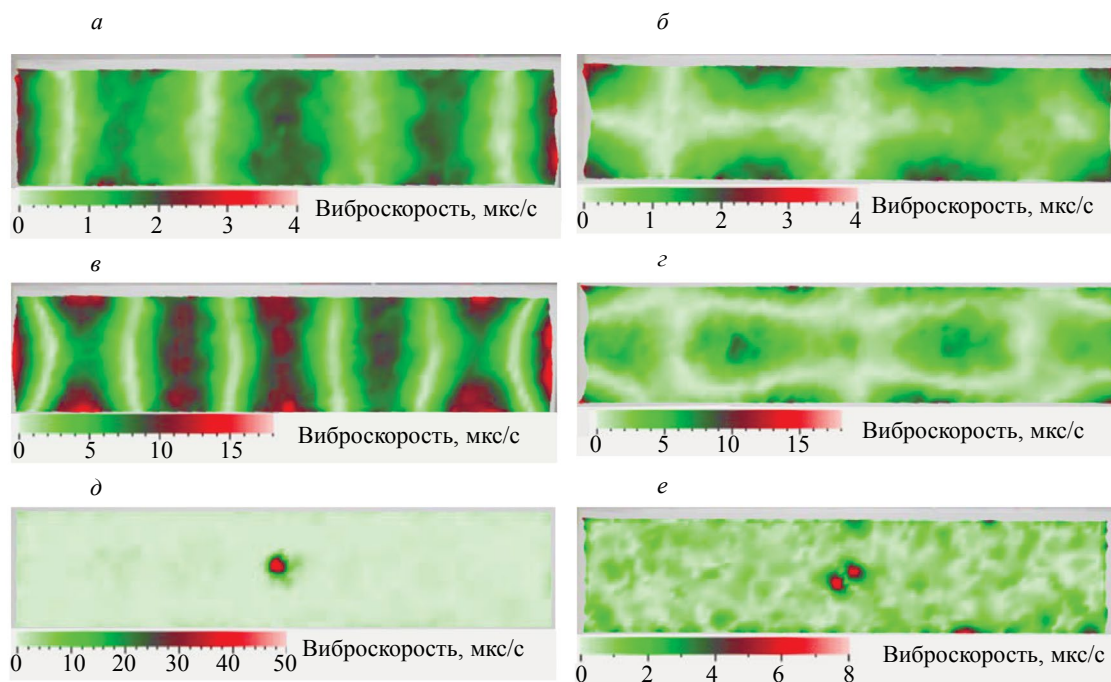 а
б
0 1 2 3 4 Виброскорость, мкс/с
0 1 2 3 4 Виброскорость, мкс/с
в
г
0 5 10 15 Виброскорость, мкс/с
0 5 10 15 Виброскорость, мкс/с
д
е
0 10 20 30 40 50 Виброскорость, мкс/с
0 2 4 6 8 Виброскорость, мкс/с